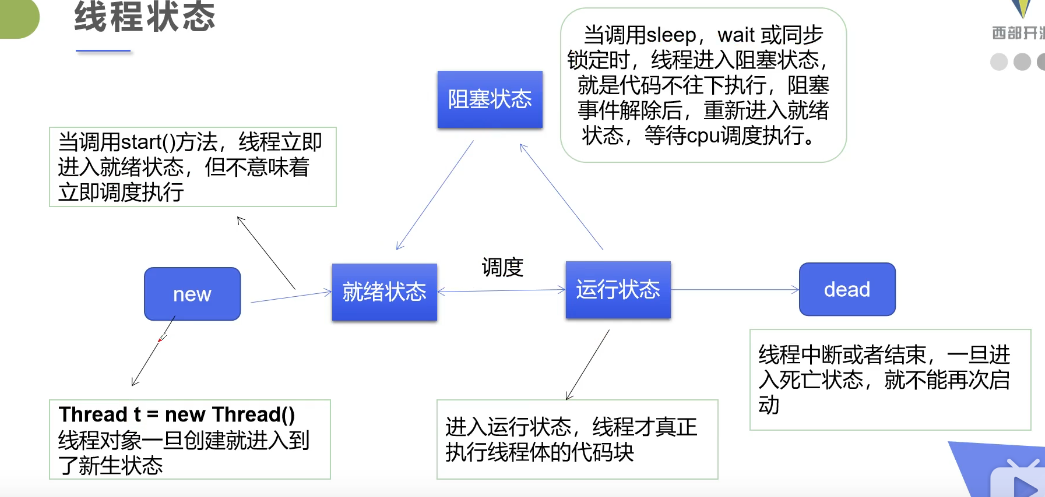 线程状态
西部开源
当调用sleep，wait 或同步
锁定时，线程进入阻塞状态，
就是代码不往下执行，阻塞
事件解除后，重新进入就绪
状态，等待cpu调度执行。
阻塞状态
当调用start()方法，线程立即
进入就绪状态，但不意味着
立即调度执行
new
就绪状态
调度
运行状态
dead
线程中断或者结束，一旦进
入死亡状态，就不能再次启
动
Thread t = new Thread()
线程对象一旦创建就进入到
了新生状态
进入运行状态，线程才真正
执行线程体的代码块